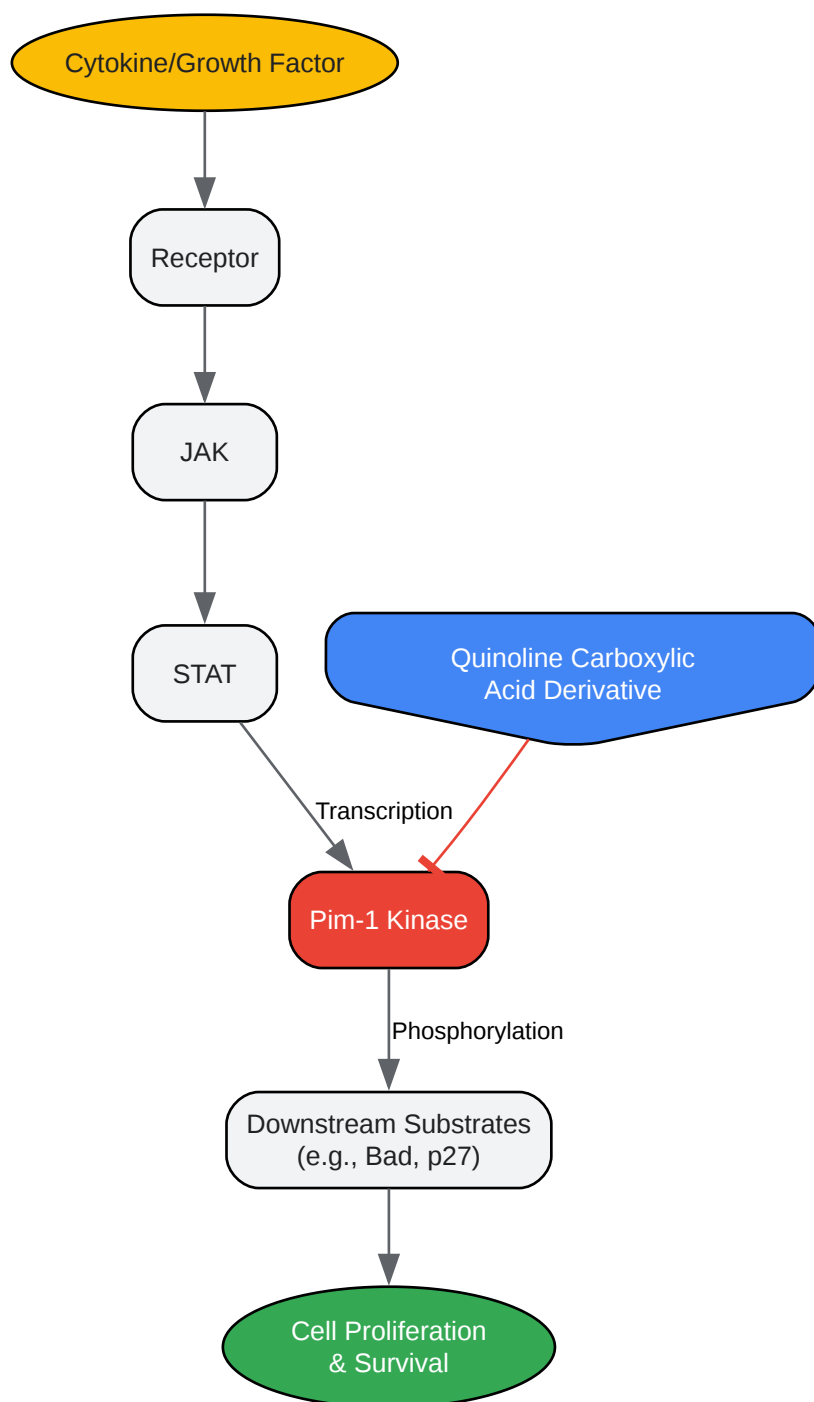 Cytokine/Growth Factor
Receptor
JAK
STAT
Quinoline Carboxylic
Acid Derivative
Transcription
Pim-1 Kinase
Phosphorylation
Downstream Substrates
(e.g., Bad, p27)
Cell Proliferation
& Survival